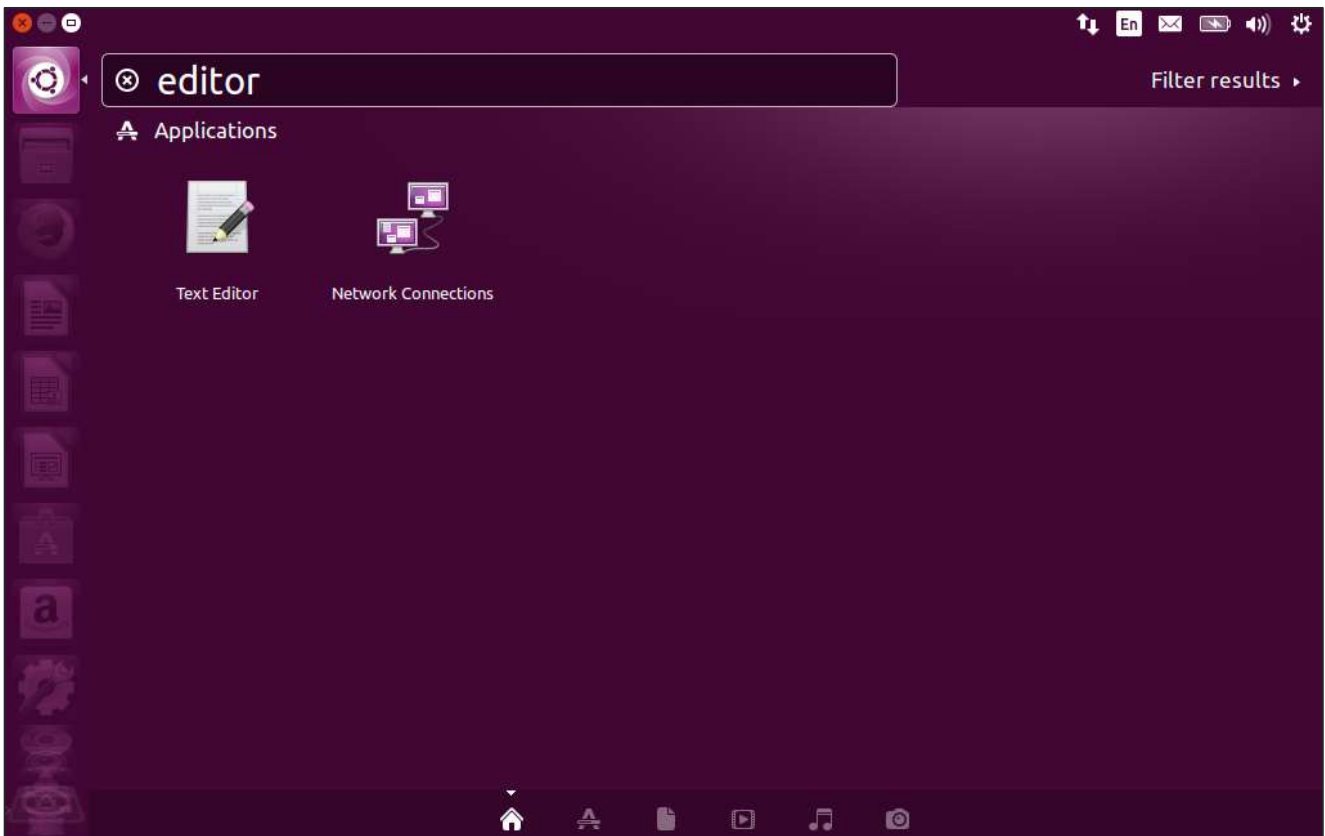 En
editor
Filter results
Applications
Text Editor
Network Connections
a